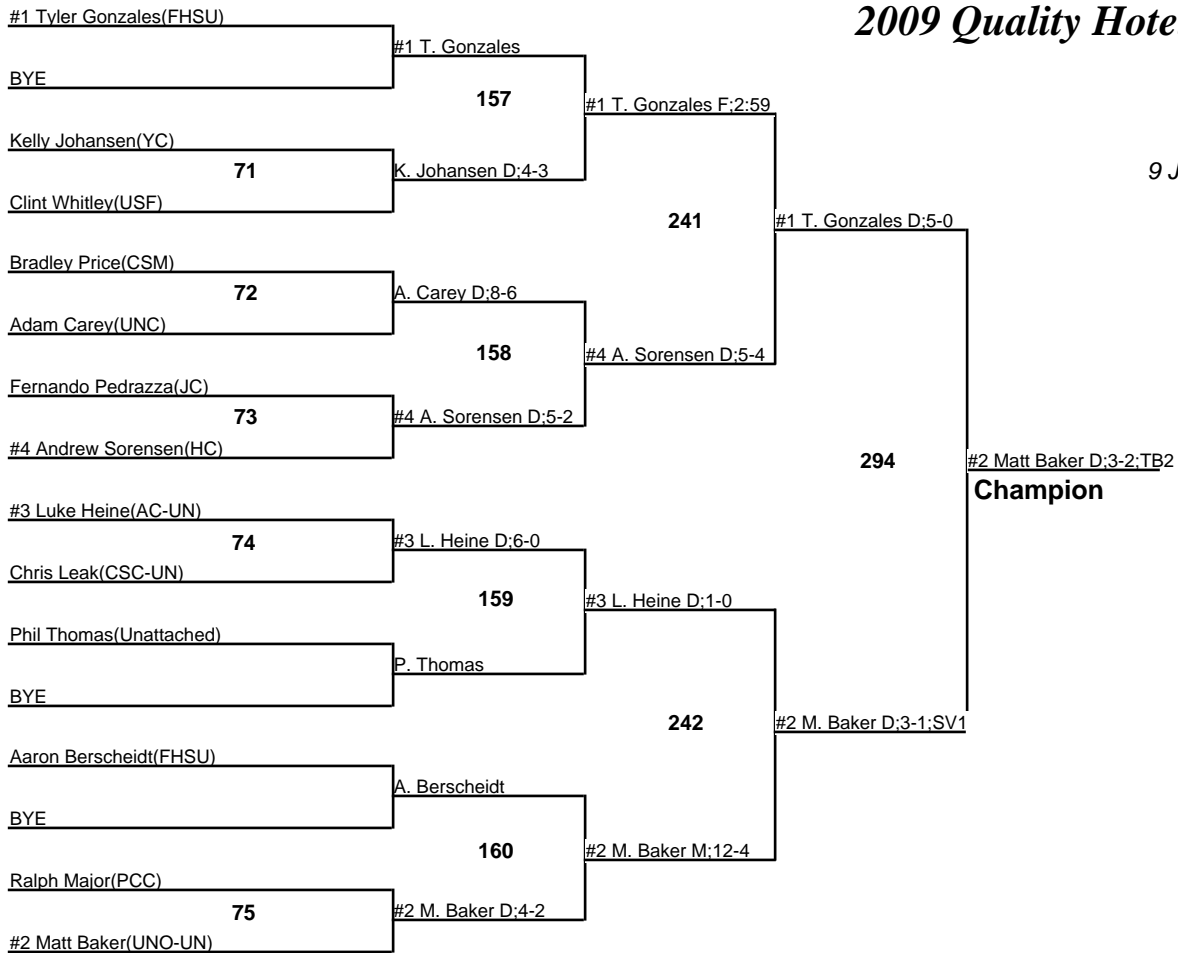 2009 Quality Hote
9 J
#1 Tyler Gonzales(FHSU)
BYE
Kelly Johansen(YC)
71
Clint Whitley(USF)
Bradley Price(CSM)
72
Adam Carey(UNC)
Fernando Pedrazza(JC)
73
#4 Andrew Sorensen(HC)
#3 Luke Heine(AC-UN)
74
Chris Leak(CSC-UN)
Phil Thomas(Unattached)
BYE
Aaron Berscheidt(FHSU)
BYE
Ralph Major(PCC)
75
#2 Matt Baker(UNO-UN)
#1 T. Gonzales
157
K. Johansen D;4-3
A. Carey D;8-6
158
#4 A. Sorensen D;5-2
#3 L. Heine D;6-0
159
P. Thomas
A. Berscheidt
160
#2 M. Baker D;4-2
#1 T. Gonzales F;2:59
241
#4 A. Sorensen D;5-4
#3 L. Heine D;1-0
242
#2 M. Baker M;12-4
#1 T. Gonzales D;5-0
294
#2 M. Baker D;3-1;SV1
#2 Matt Baker D;3-2;TB2
Champion